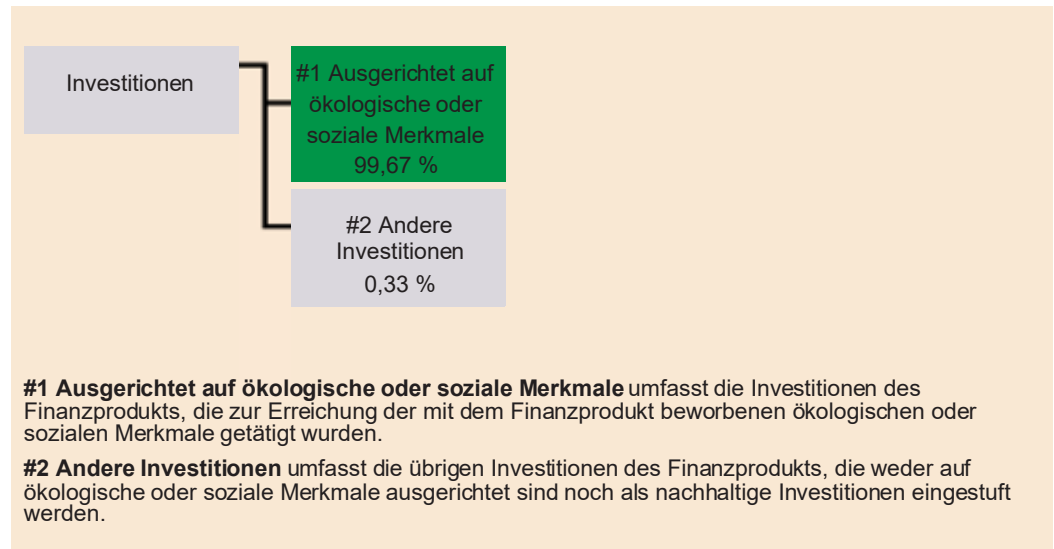 Investitionen
#1 Ausgerichtet auf
ökologische oder
soziale Merkmale
99,67 %
#2 Andere
Investitionen
0,33 %
#1 Ausgerichtet auf ökologische oder soziale Merkmale umfasst die Investitionen des
Finanzprodukts, die zur Erreichung der mit dem Finanzprodukt beworbenen ökologischen oder
sozialen Merkmale getätigt wurden.
#2 Andere Investitionen umfasst die übrigen Investitionen des Finanzprodukts, die weder auf
ökologische oder soziale Merkmale ausgerichtet sind noch als nachhaltige Investitionen eingestuft
werden.